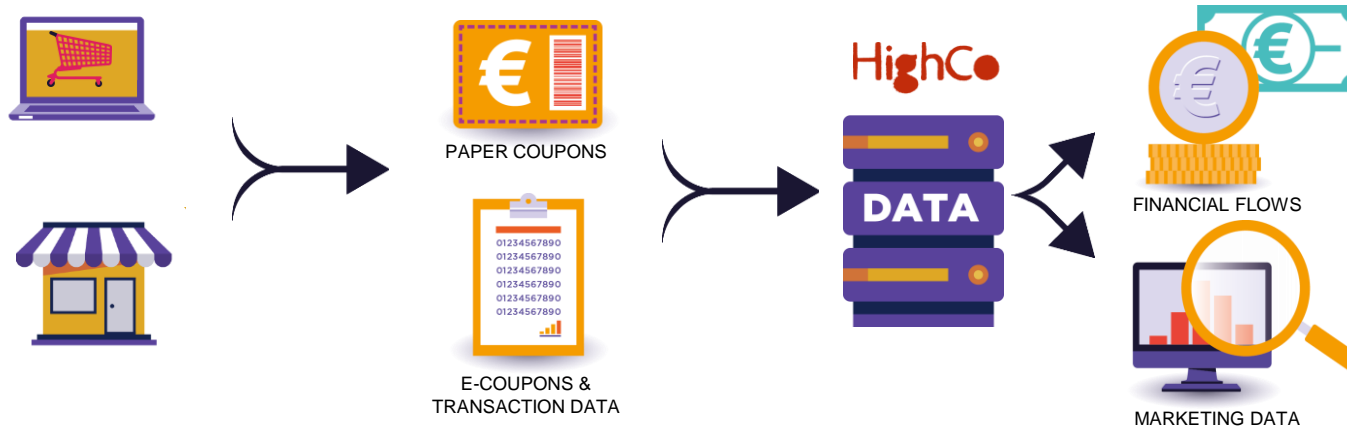 €
PAPER COUPONS
01234567890
01234567890
01234567890
01234567890
01234567890
01234567890
E-COUPONS &
TRANSACTION DATA
HighCo
DATA
€
€
FINANCIAL FLOWS
MARKETING DATA